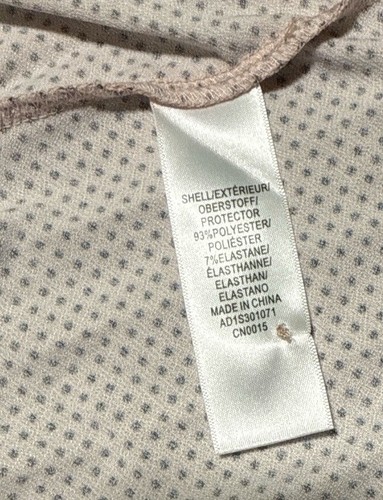 SHELL/EXTÉRIEUR/
OBERSTOFF/
PROTECTOR
93%POLYESTER/
POLIÉSTER
7%ELASTANE/
ÉLASTHANNE/
ELASTHAN/
ELASTANO
MADE IN CHINA
AD1S301071
CN0015